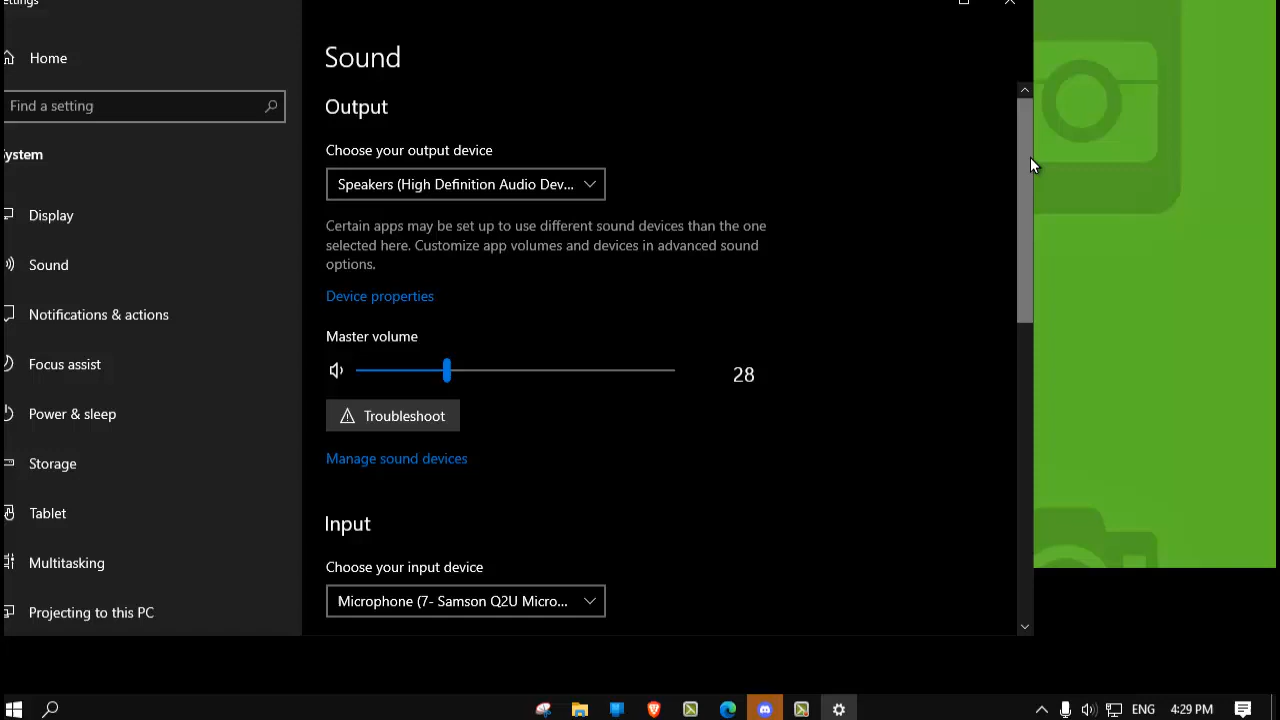 ettings
Home
Find a setting
System
Display
Sound
Notifications & actions
Focus assist
Power & sleep
Storage
Tablet
Multitasking
Projecting to this PC
Sound
Output
Choose your output device
Speakers (High Definition Audio Dev...
Certain apps may be set up to use different sound devices than the one
selected here. Customize app volumes and devices in advanced sound
options.
Device properties
Master volume
28
Troubleshoot
Manage sound devices
Input
Choose your input device
Microphone (7- Samson Q2U Micro...
ENG
4:29 PM